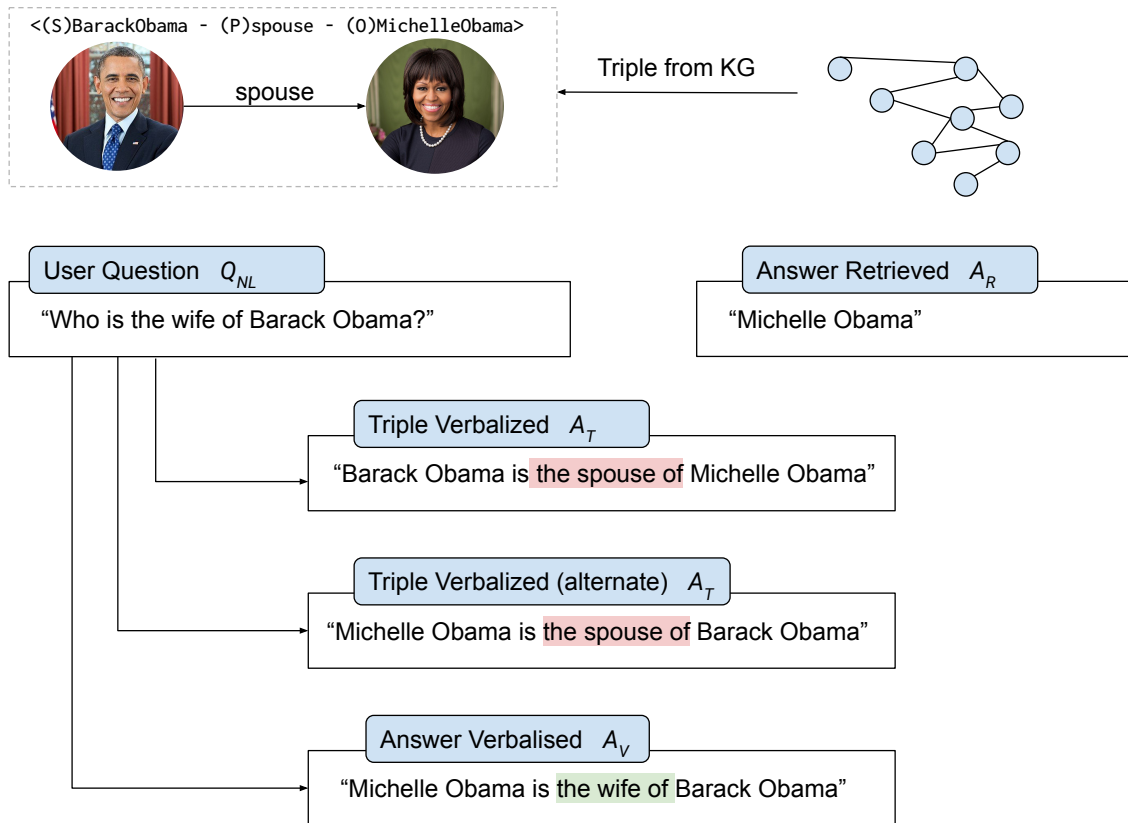 <(S)BarackObama - (P)spouse - (O)MichelleObama>
spouse
Triple from KG
User Question Q_NL
“Who is the wife of Barack Obama?”
Answer Retrieved A_R
“Michelle Obama”
Triple Verbalized A_T
“Barack Obama is the spouse of Michelle Obama”
Triple Verbalized (alternate) A_T
“Michelle Obama is the spouse of Barack Obama”
Answer Verbalised A_V
“Michelle Obama is the wife of Barack Obama”